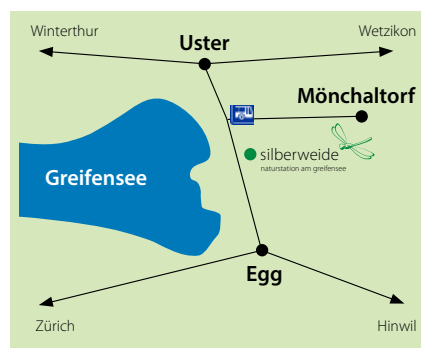 Winterthur
Wetzikon
Uster
Mönchaltorf
silberweide
naturstation am greifensee
Greifensee
Egg
Zürich
Hinwil